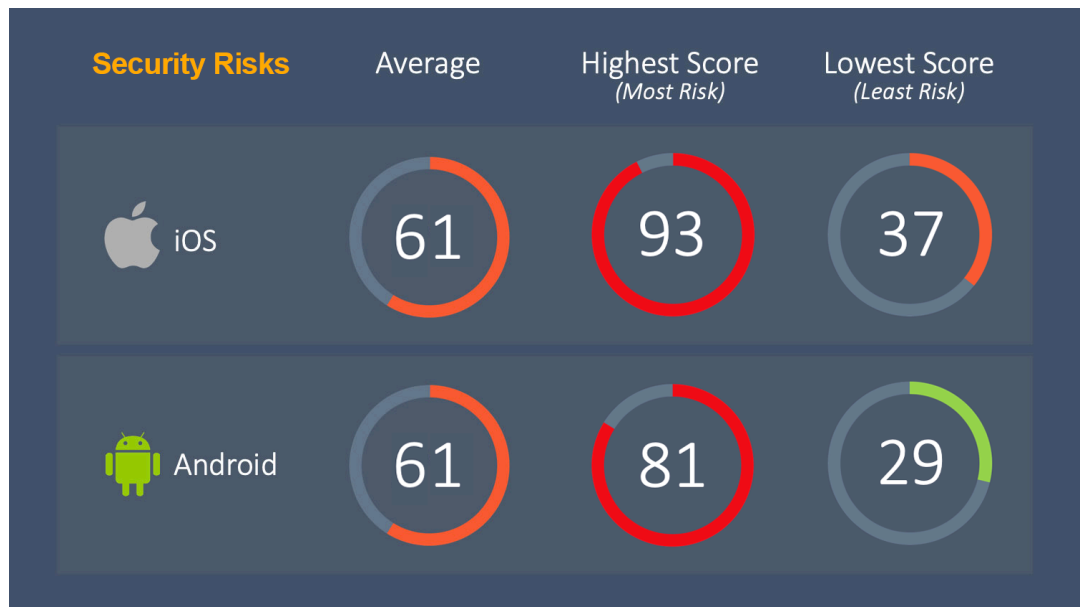 Security Risks
Average
Highest Score
(Most Risk)
Lowest Score
(Least Risk)
iOS
61
93
37
Android
61
81
29